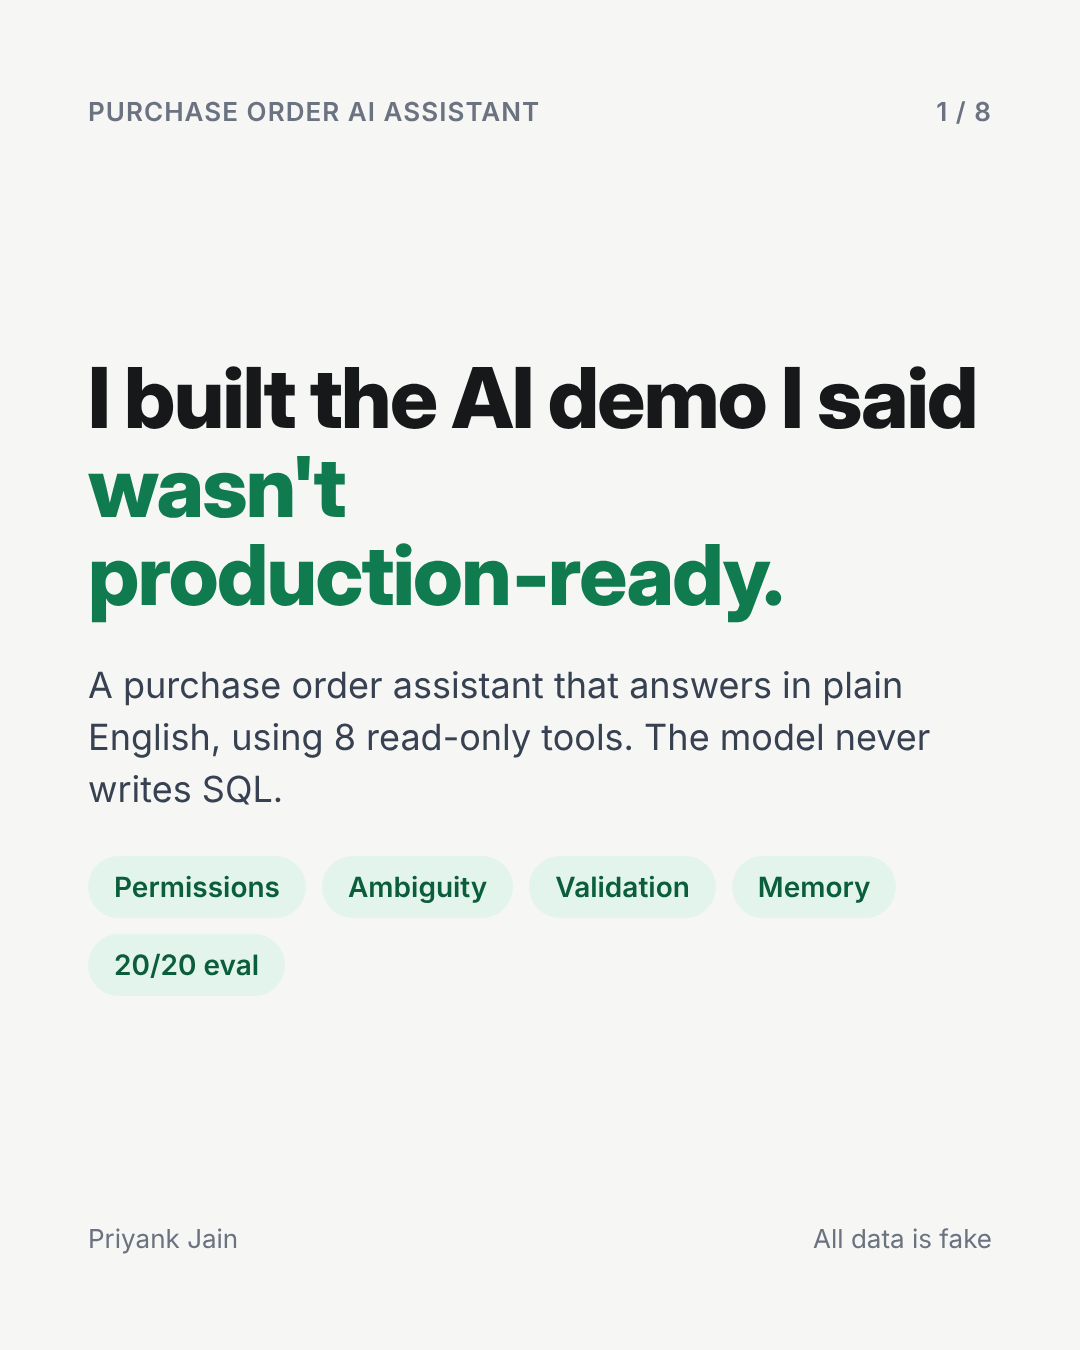 PURCHASE ORDER AI ASSISTANT
1 / 8
I built the AI demo I said
wasn't
production-ready.
A purchase order assistant that answers in plain
English, using 8 read-only tools. The model never
writes SQL.
Permissions
Ambiguity
Validation
Memory
20/20 eval
Priyank Jain
All data is fake